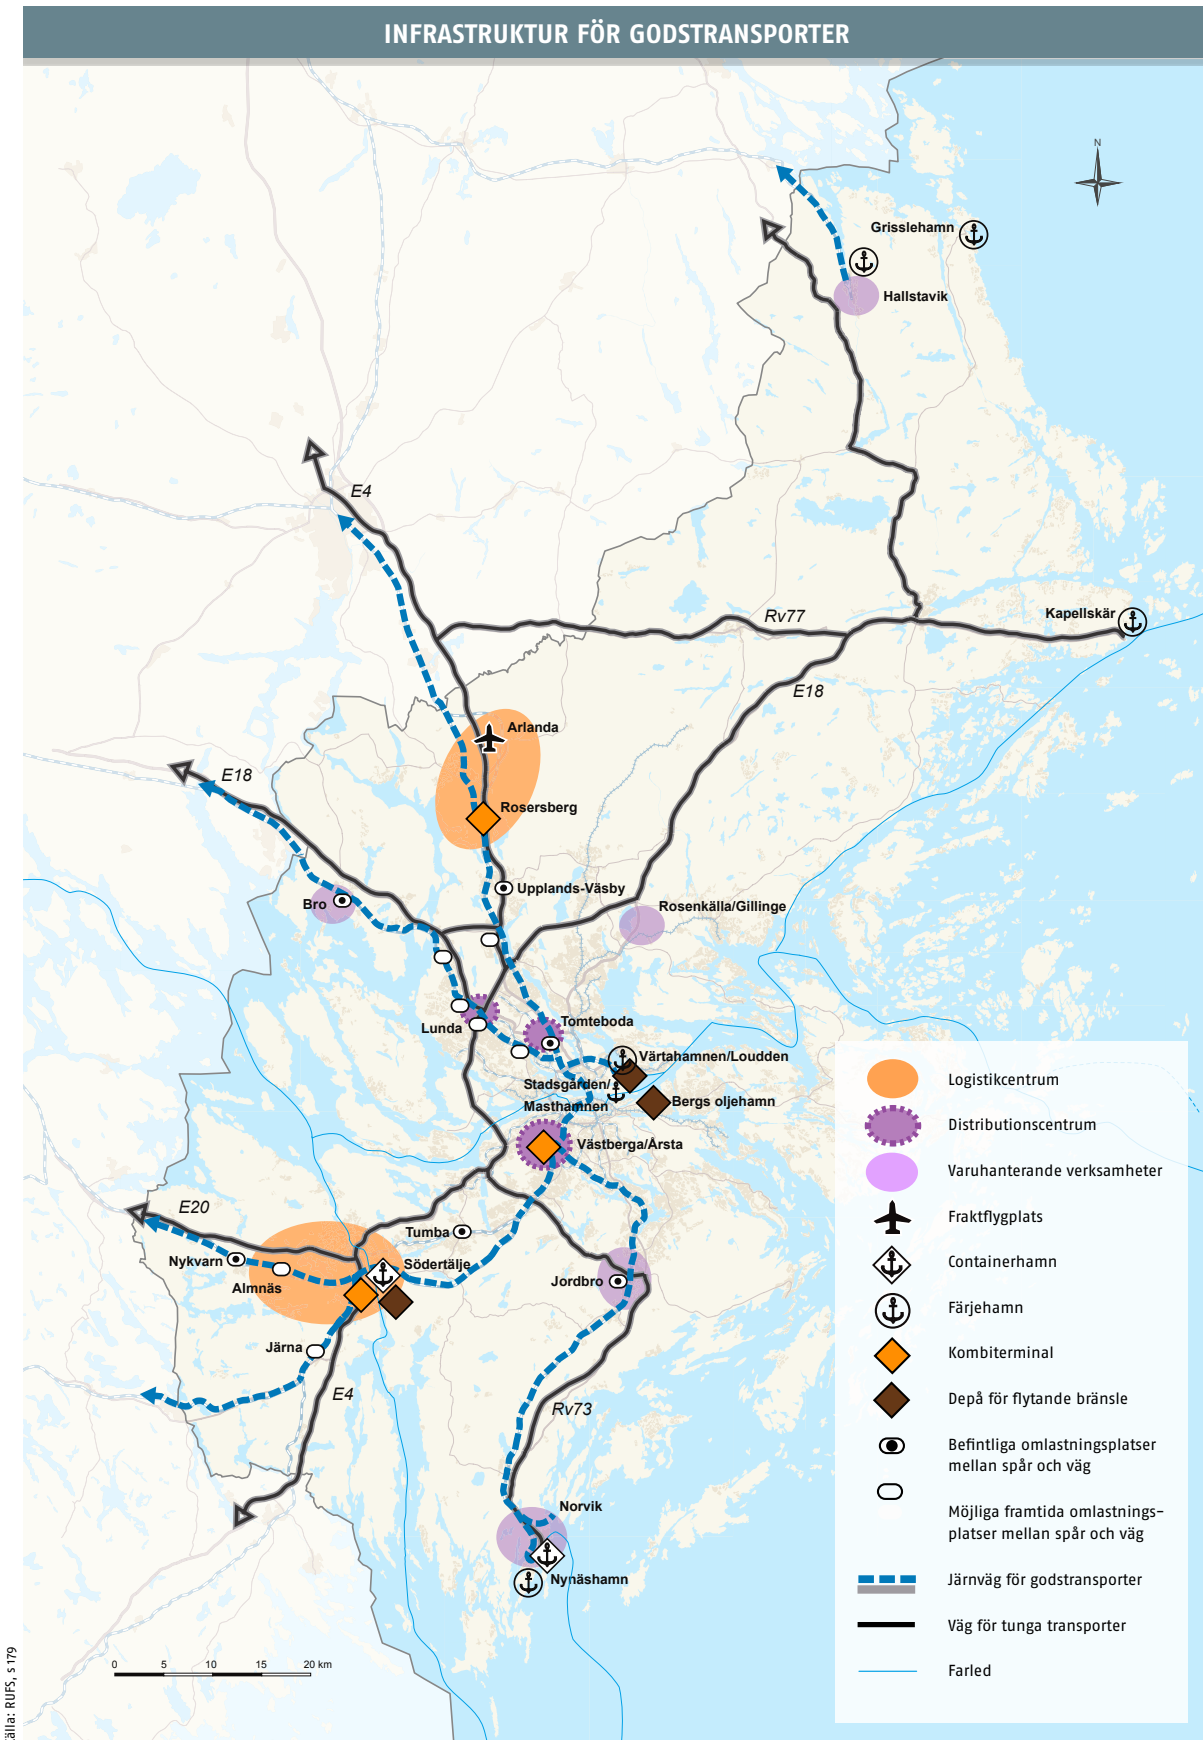 INFRASTRUKTUR FÖR GODSTRANSPORTER
N
Grisslehamn
Hallstavik
E4
Rv77
Kapellskär
E18
Arlanda
E18
Rosersberg
Upplands-Väsby
Bro
Rosenkälla/Gillinge
Lunda
Tomteboda
Värtahamnen/Loudden
Stadsgården/
Masthamnen
Bergs oljehamn
Västberga/Årsta
E20
Tumba
Nykvarn
Södertälje
Almnäs
Jordbro
Järna
E4
Rv73
Norvik
Nynäshamn
Logistikcentrum
Distributionscentrum
Varuhanterande verksamheter
Fraktflygplats
Containerhamn
Färjehamn
Kombiterminal
Depå för flytande bränsle
Befintliga omlastningsplatser
mellan spår och väg
Möjliga framtida omlastnings-
platser mellan spår och väg
Järnväg för godstransporter
Väg för tunga transporter
Farled
0 5 10 15 20 km
älla: RUFS, s 179